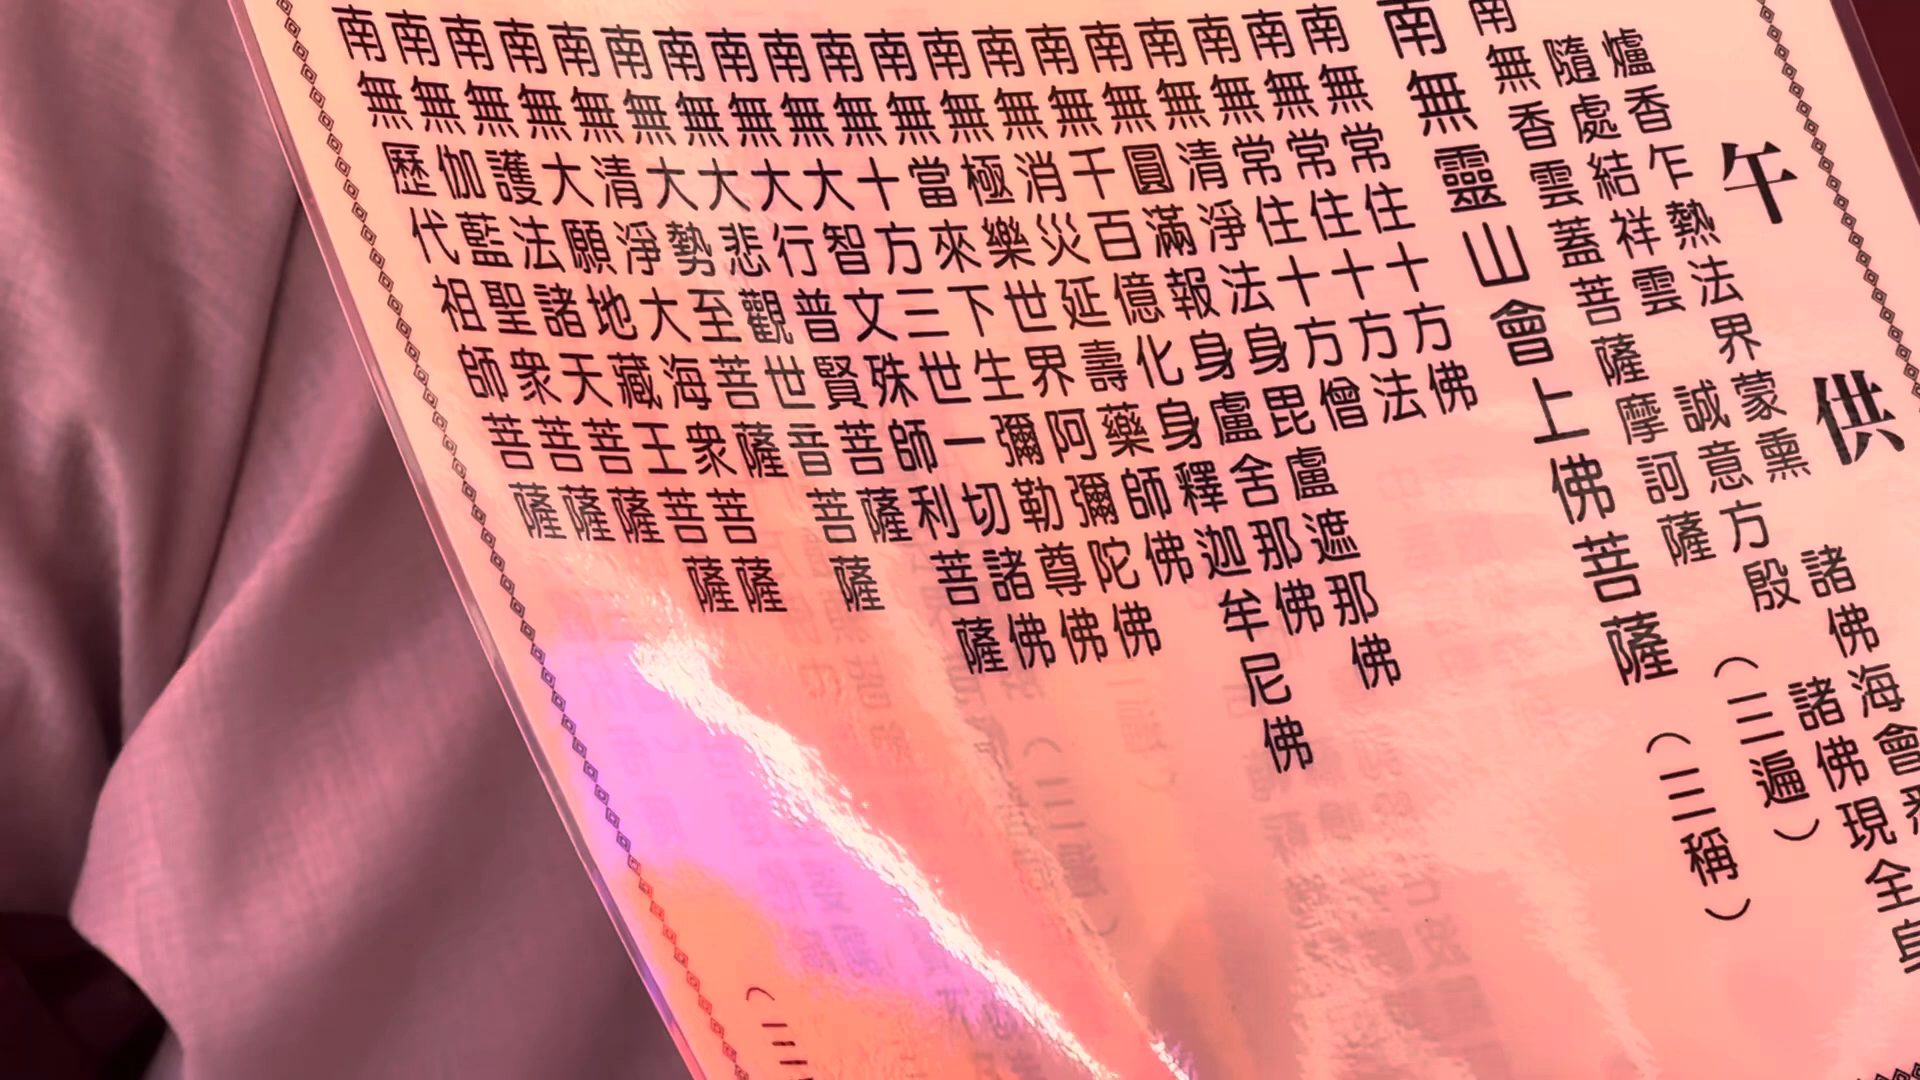 午供
爐香乍熱 法界蒙熏 諸佛海會悉
隨處結祥雲 誠意方殷 諸佛現全身
南無香雲蓋菩薩摩訶薩（三遍）
南無靈山會上佛菩薩（三稱）
南無常住十方佛
南無常住十方法
南無常住十方僧
南無清淨法身毘盧遮那佛
南無圓滿報身盧舍那佛
南無千百億化身釋迦牟尼佛
南無消災延壽藥師佛
南無極樂世界阿彌陀佛
南無當來下生彌勒尊佛
南無十方三世一切諸佛
南無大智文殊師利菩薩
南無大行普賢菩薩
南無大悲觀世音菩薩
南無大勢至菩薩
南無清淨大海衆菩薩
南無大願地藏王菩薩
南無護法諸天菩薩
南無伽藍聖衆菩薩
南無歷代祖師菩薩（三